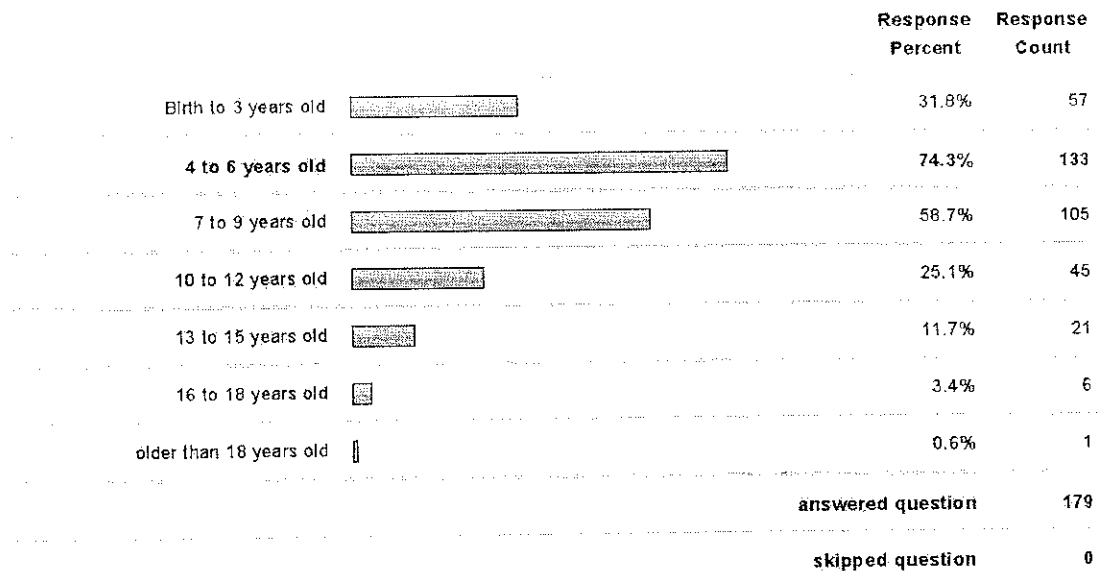 Response Response
Percent Count
Birth to 3 years old 31.8% 57
4 to 6 years old 74.3% 133
7 to 9 years old 58.7% 105
10 to 12 years old 25.1% 45
13 to 15 years old 11.7% 21
16 to 18 years old 3.4% 6
older than 18 years old 0.6% 1
answered question 179
skipped question 0